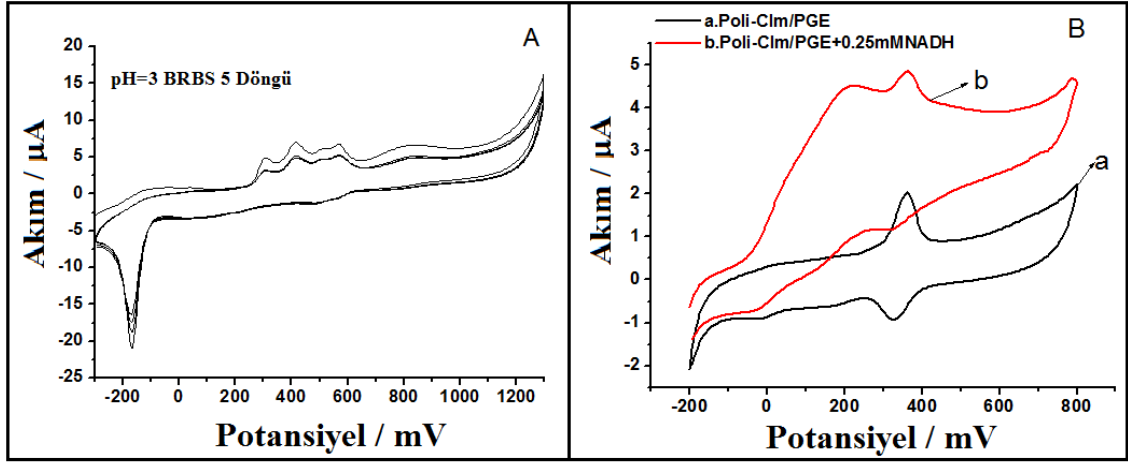 A
pH=3 BRBS 5 Döngü
20
15
10
5
0
-5
-10
-15
-20
-25
Akım / µA
-200 0 200 400 600 800 1000 1200
Potansiyel / mV
B
a.Poli-Clm/PGE
b.Poli-Clm/PGE+0.25mMNADH
b
a
5
4
3
2
1
0
-1
-2
Akım / µA
-200 0 200 400 600 800
Potansiyel / mV